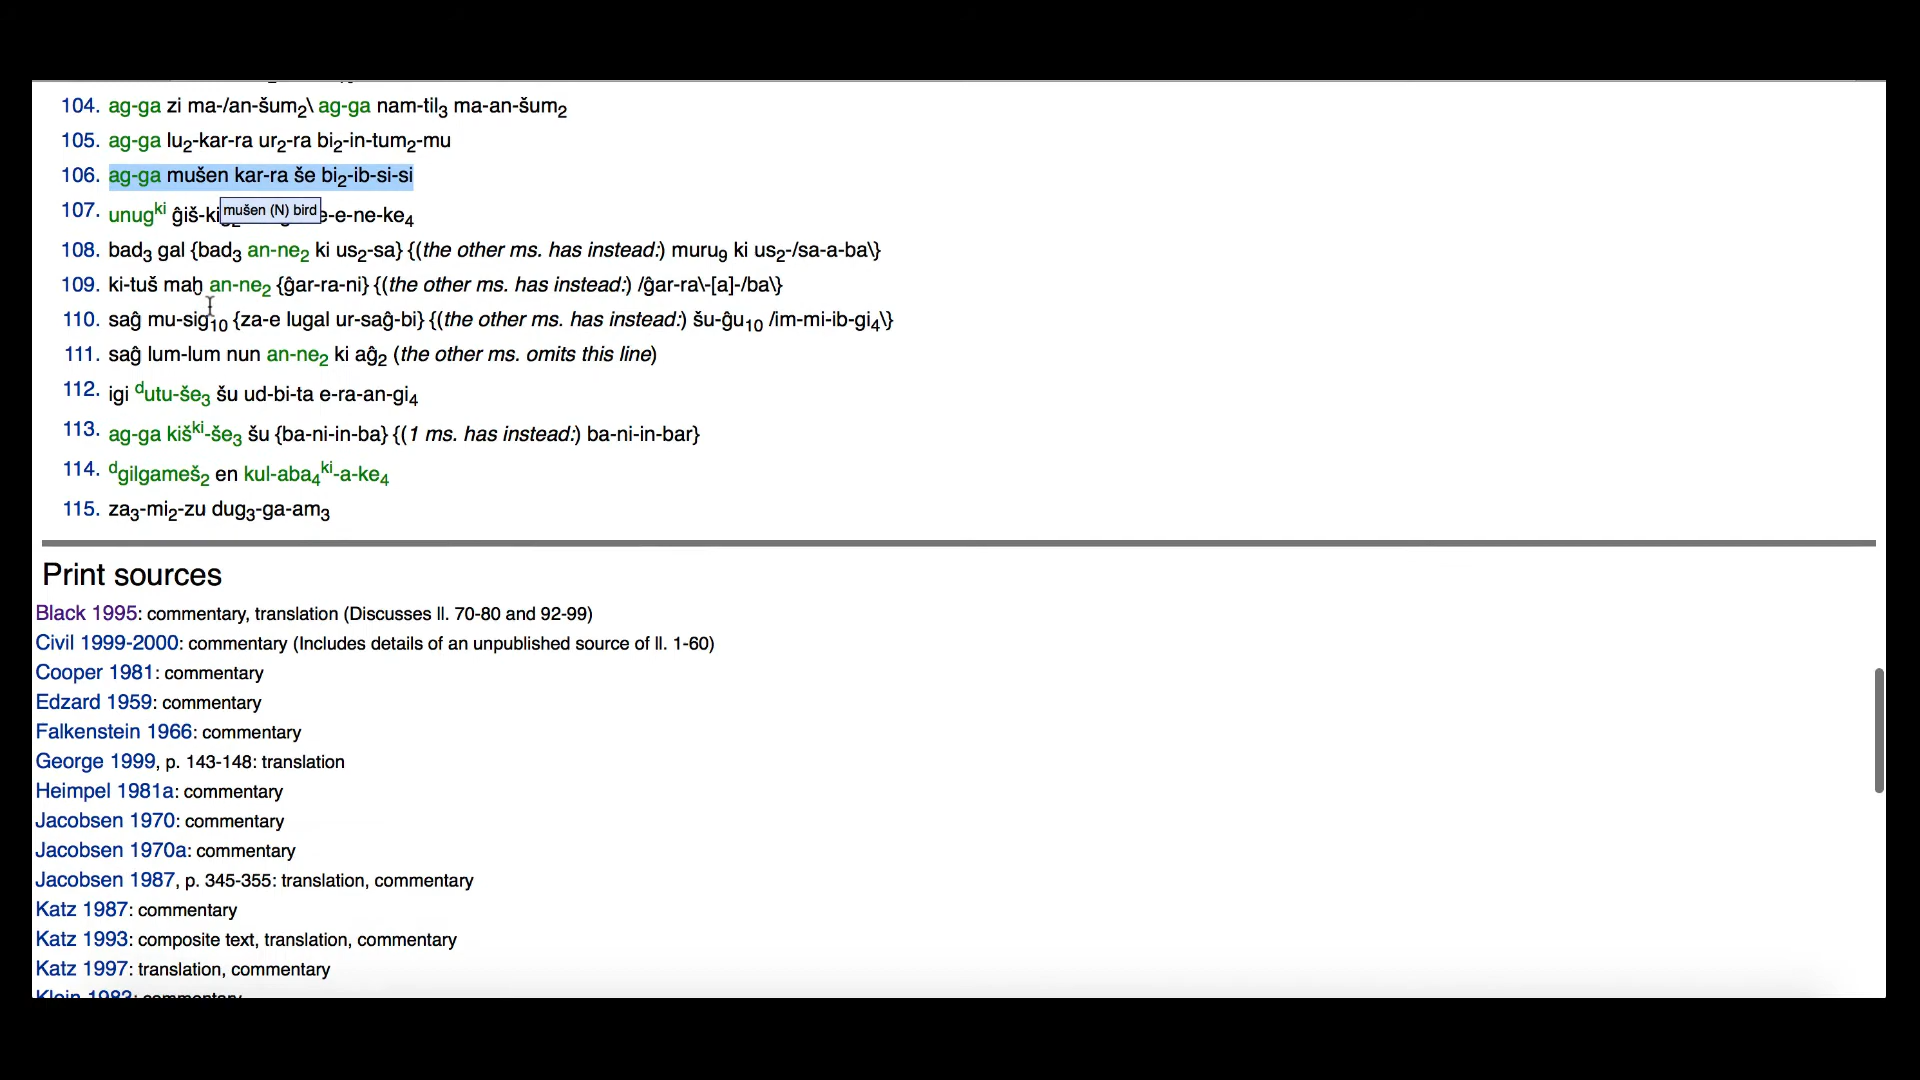 104. ag-ga zi ma-/an-šum2\ ag-ga nam-til3 ma-an-šum2
105. ag-ga lu2-kar-ra ur2-ra bi2-in-tum2-mu
106. ag-ga mušen kar-ra še bi2-ib-si-si
107. unugki ĝiš-ki e-e-ne-ke4
mušen (N) bird
108. bad3 gal {bad3 an-ne2 ki us2-sa} {(the other ms. has instead:) muru9 ki us2-/sa-a-ba\}
109. ki-tuš maḫ an-ne2 {ĝar-ra-ni} {(the other ms. has instead:) /ĝar-ra\-[a]-/ba\}
110. saĝ mu-sig10 {za-e lugal ur-saĝ-bi} {(the other ms. has instead:) šu-ĝu10 /im-mi-ib-gi4\}
111. saĝ lum-lum nun an-ne2 ki aĝ2 (the other ms. omits this line)
112. igi dutu-še3 šu ud-bi-ta e-ra-an-gi4
113. ag-ga kiški-še3 šu {ba-ni-in-ba} {(1 ms. has instead:) ba-ni-in-bar}
114. dgilgameš2 en kul-aba4ki-a-ke4
115. za3-mi2-zu dug3-ga-am3
Print sources
Black 1995: commentary, translation (Discusses ll. 70-80 and 92-99)
Civil 1999-2000: commentary (Includes details of an unpublished source of ll. 1-60)
Cooper 1981: commentary
Edzard 1959: commentary
Falkenstein 1966: commentary
George 1999, p. 143-148: translation
Heimpel 1981a: commentary
Jacobsen 1970: commentary
Jacobsen 1970a: commentary
Jacobsen 1987, p. 345-355: translation, commentary
Katz 1987: commentary
Katz 1993: composite text, translation, commentary
Katz 1997: translation, commentary
Klein 1983: commentary